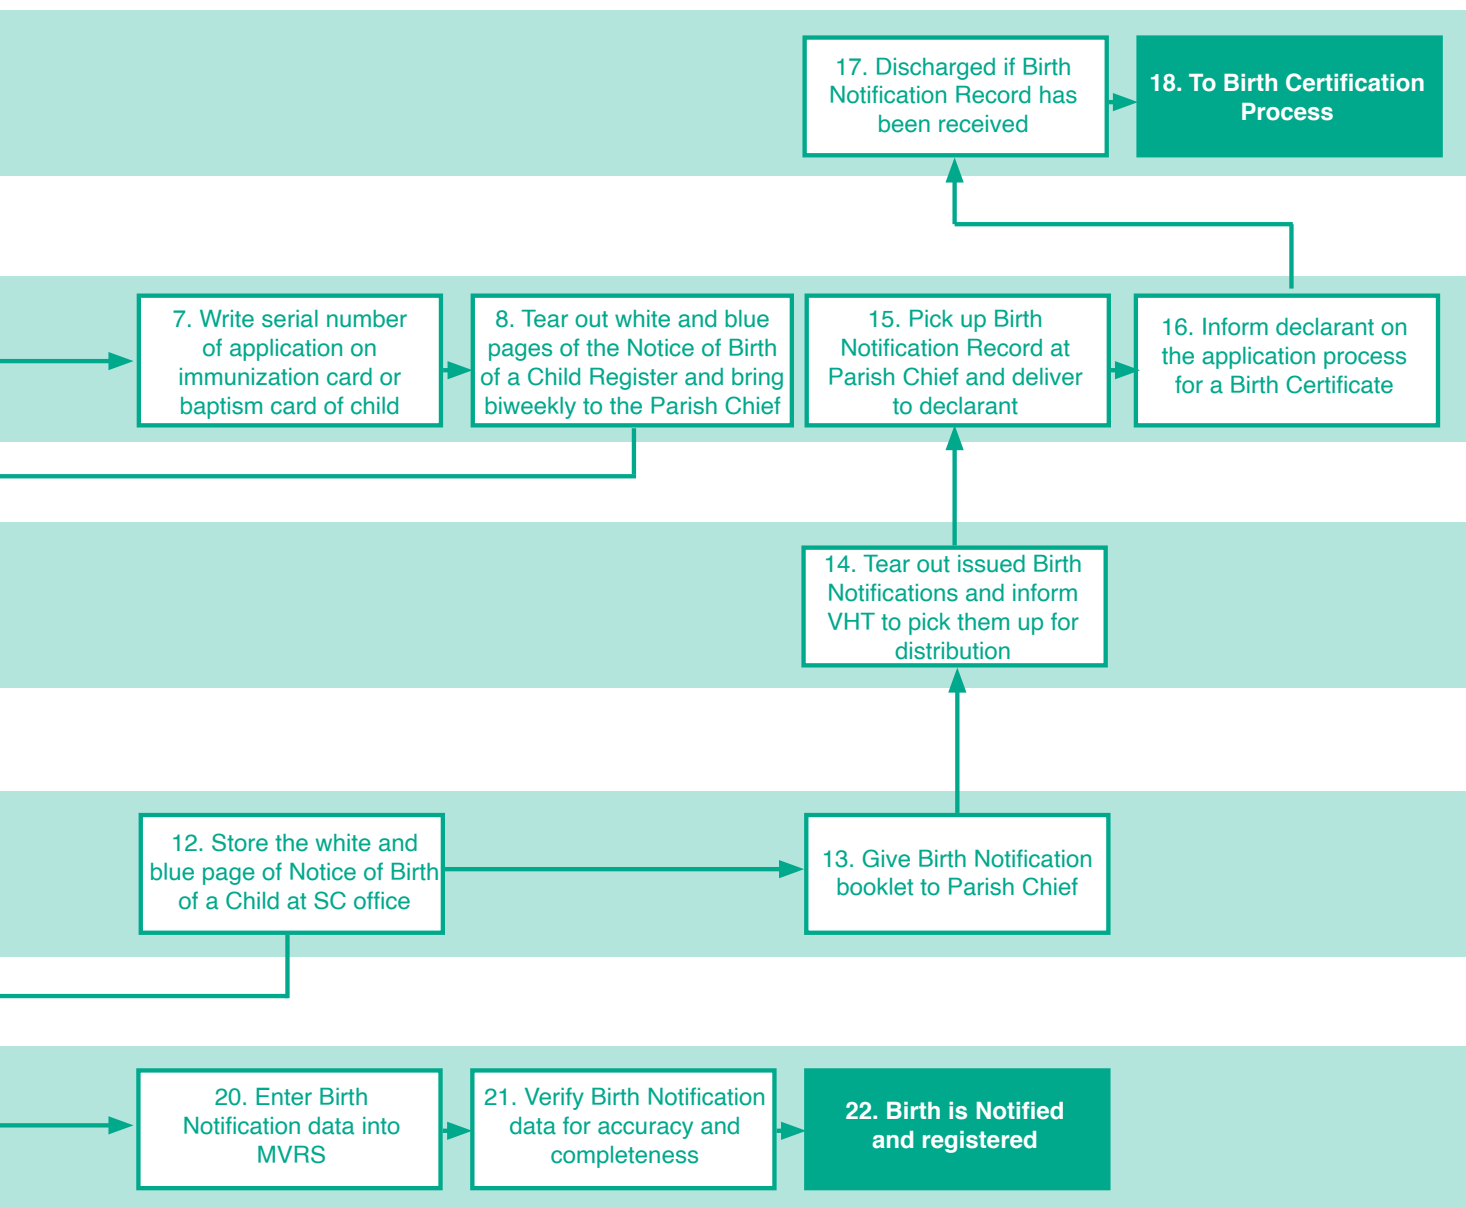 17. Discharged if Birth
Notification Record has
been received
18. To Birth Certification
Process
7. Write serial number
of application on
immunization card or
baptism card of child
8. Tear out white and blue
pages of the Notice of Birth
of a Child Register and bring
biweekly to the Parish Chief
15. Pick up Birth
Notification Record at
Parish Chief and deliver
to declarant
16. Inform declarant on
the application process
for a Birth Certificate
14. Tear out issued Birth
Notifications and inform
VHT to pick them up for
distribution
12. Store the white and
blue page of Notice of Birth
of a Child at SC office
13. Give Birth Notification
booklet to Parish Chief
20. Enter Birth
Notification data into
MVRS
21. Verify Birth Notification
data for accuracy and
completeness
22. Birth is Notified
and registered